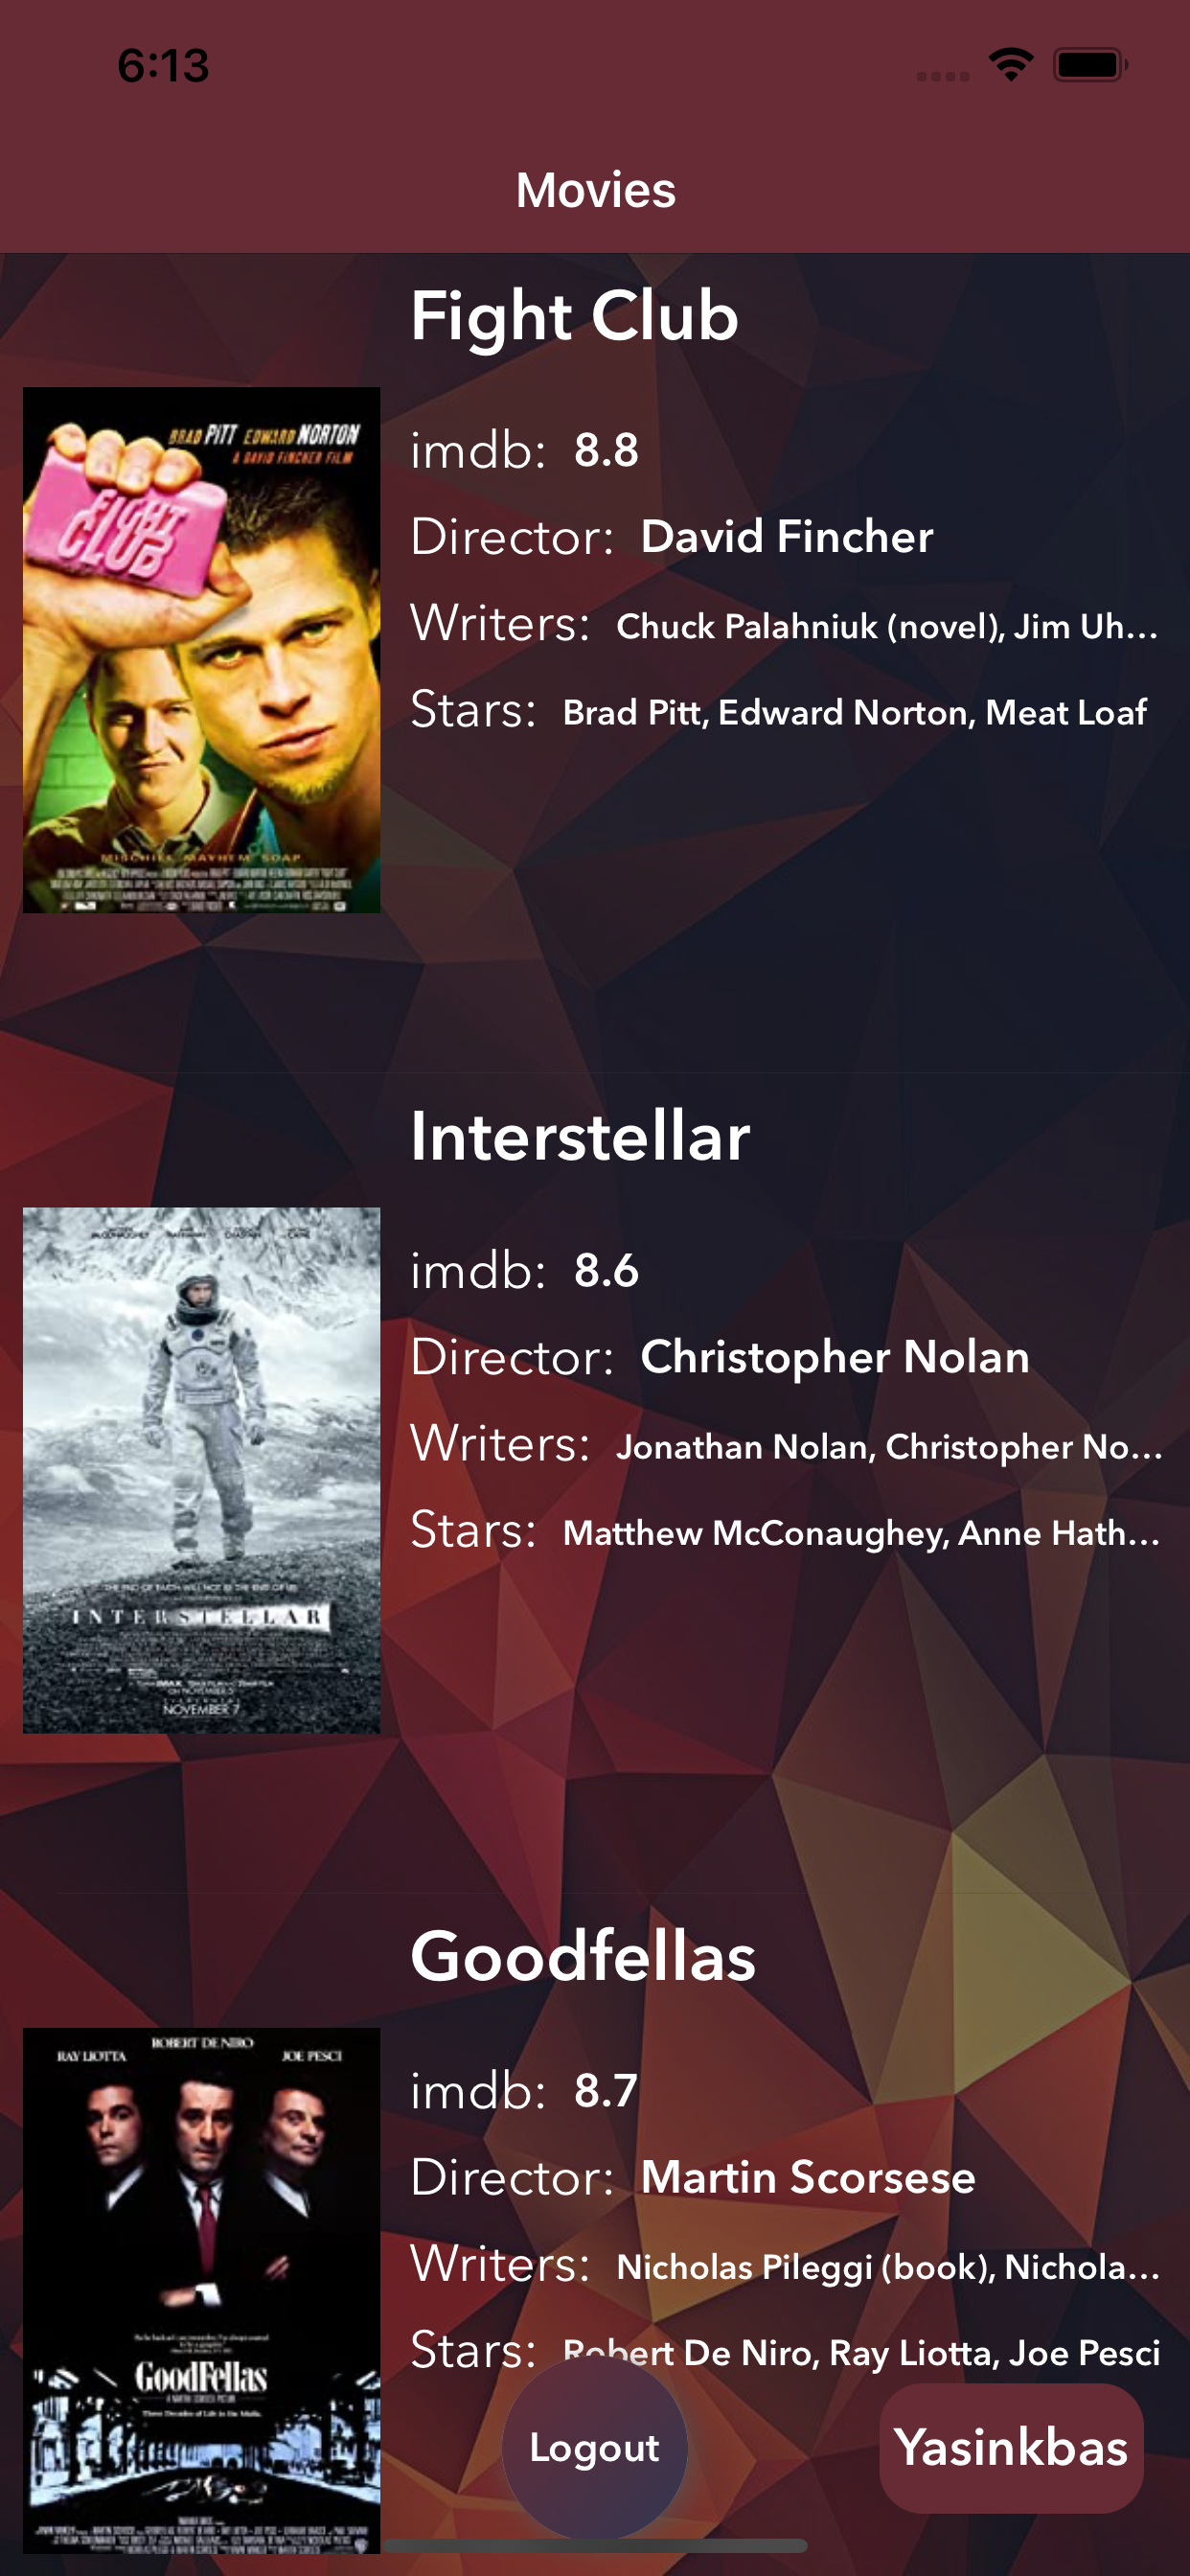 6:13
Movies
Fight Club
BRAD PITT EDWARD NORTON
A DAVID FINCHER FILM
FIGHT
CLUB
MISCHIEF. MAYHEM. SOAP.
imdb: 8.8
Director: David Fincher
Writers: Chuck Palahniuk (novel), Jim Uh...
Stars: Brad Pitt, Edward Norton, Meat Loaf
Interstellar
INTERSTELLAR
NOVEMBER 7
imdb: 8.6
Director: Christopher Nolan
Writers: Jonathan Nolan, Christopher No...
Stars: Matthew McConaughey, Anne Hath...
Goodfellas
ROBERT DE NIRO
RAY LIOTTA JOE PESCI
GOODFELLAS
imdb: 8.7
Director: Martin Scorsese
Writers: Nicholas Pileggi (book), Nichola...
Stars: Robert De Niro, Ray Liotta, Joe Pesci
Logout
Yasinkbas